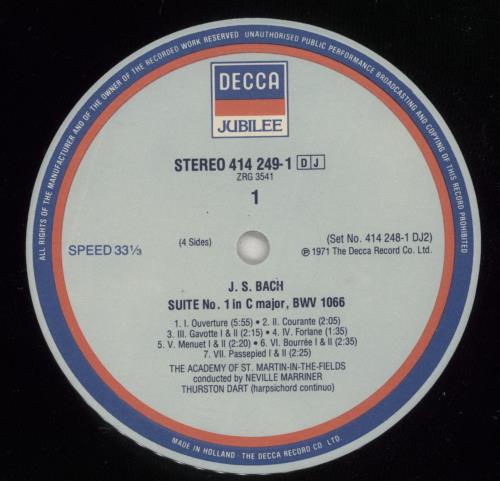 ALL RIGHTS OF THE MANUFACTURER AND OF THE OWNER OF THE RECORDED WORK RESERVED UNAUTHORISED PUBLIC PERFORMANCE BROADCASTING AND COPYING OF THIS RECORD PROHIBITED
DECCA
JUBILEE
STEREO 414 249-1 DJ
ZRG 3541
1
SPEED 33⅓
(4 Sides)
(Set No. 414 248-1 DJ2)
℗ 1971 The Decca Record Co. Ltd.
J. S. BACH
SUITE No. 1 in C major, BWV 1066
1. I. Ouverture (5:55) • 2. II. Courante (2:05)
3. III. Gavotte I & II (2:15) • 4. IV. Forlane (1:35)
5. V. Menuet I & II (2:20) • 6. VI. Bourrée I & II (2:35)
7. VII. Passepied I & II (2:25)
THE ACADEMY OF ST. MARTIN-IN-THE-FIELDS
conducted by NEVILLE MARRINER
THURSTON DART (harpsichord continuo)
MADE IN HOLLAND · THE DECCA RECORD CO. LTD.